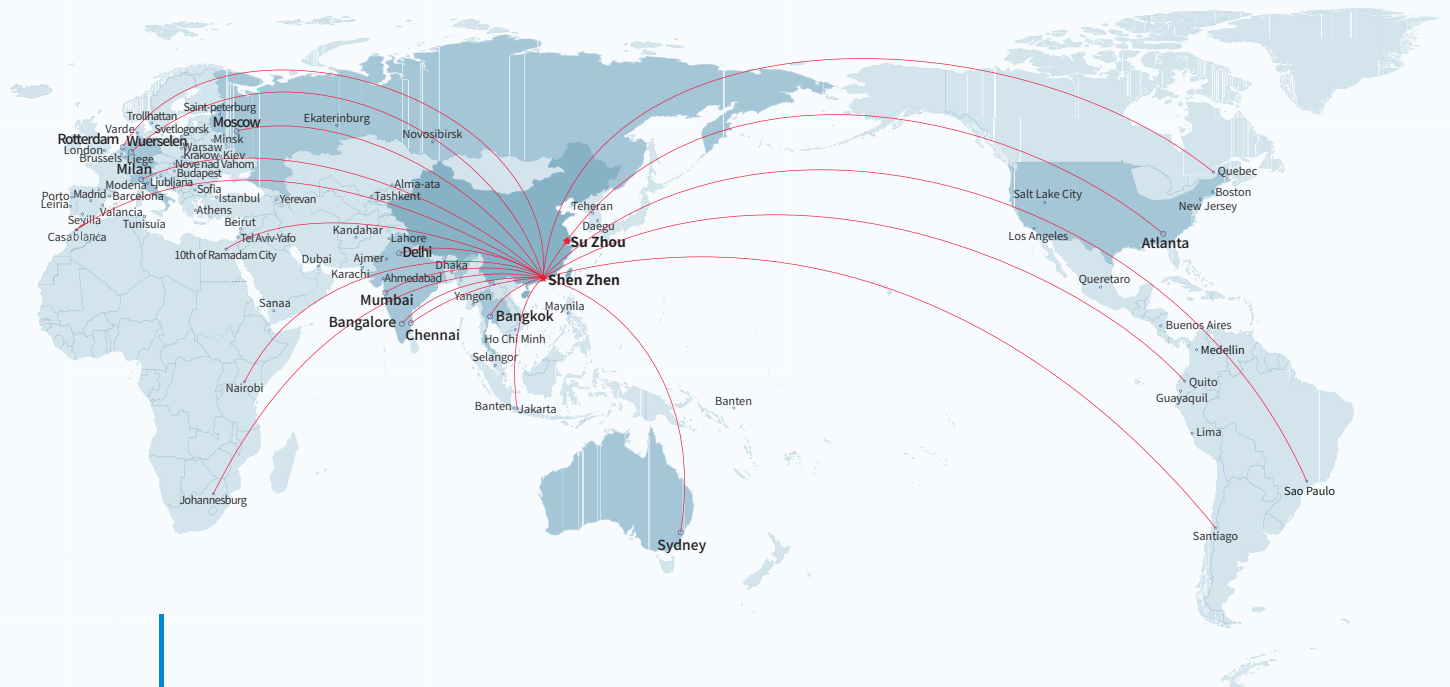 Saint-peterburg
Trollhattan
Moscow
Ekaterinburg
Varde
Svetlogorsk
Novosibirsk
Rotterdam
Wuerselen
Minsk
London
Warsaw
Brussels
Liege
Krakow
Kiev
Milan
Nove nad Vahom
Quebec
Budapest
Modena
Ljubljana
Alma-ata
Sofia
Boston
Porto
Madrid
Barcelona
Istanbul
Yerevan
Tashkent
Salt Lake City
Leiria
Teheran
New Jersey
Valancia
Athens
Sevilla
Tunisuia
Beirut
Daegu
Kandahar
Casablanca
Tel Aviv-Yafo
Lahore
Su Zhou
Los Angeles
Atlanta
10th of Ramadam City
Delhi
Dubai
Ajmer
Dhaka
Karachi
Ahmedabad
Shen Zhen
Queretaro
Mumbai
Yangon
Sanaa
Maynila
Bangkok
Bangalore
Buenos Aires
Chennai
Ho Chi Minh
Medellin
Selangor
Nairobi
Quito
Guayaquil
Banten
Jakarta
Banten
Lima
Johannesburg
Sao Paulo
Santiago
Sydney